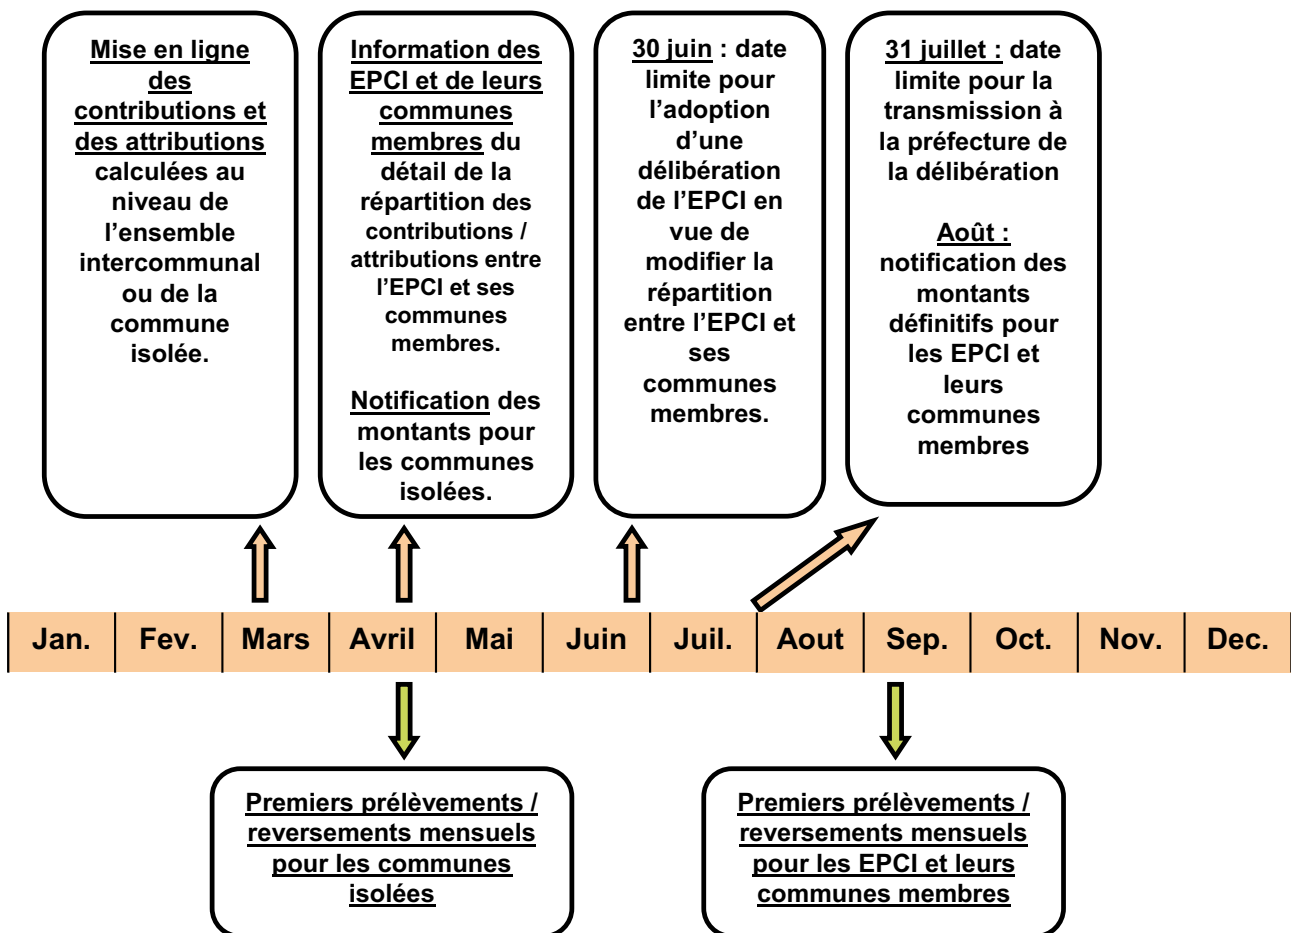 Mise en ligne
des
contributions et
des attributions
calculées au
niveau de
l’ensemble
intercommunal
ou de la
commune
isolée.
Information des
EPCI et de leurs
communes
membres du
détail de la
répartition des
contributions /
attributions entre
l’EPCI et ses
communes
membres.
Notification des
montants pour
les communes
isolées.
30 juin : date
limite pour
l’adoption
d’une
délibération
de l’EPCI en
vue de
modifier la
répartition
entre l’EPCI et
ses
communes
membres.
31 juillet : date
limite pour la
transmission à
la préfecture de
la délibération
Août :
notification des
montants
définitifs pour
les EPCI et
leurs
communes
membres
Jan. Fev. Mars Avril Mai Juin Juil. Aout Sep. Oct. Nov. Dec.
Premiers prélèvements /
reversements mensuels
pour les communes
isolées
Premiers prélèvements /
reversements mensuels
pour les EPCI et leurs
communes membres